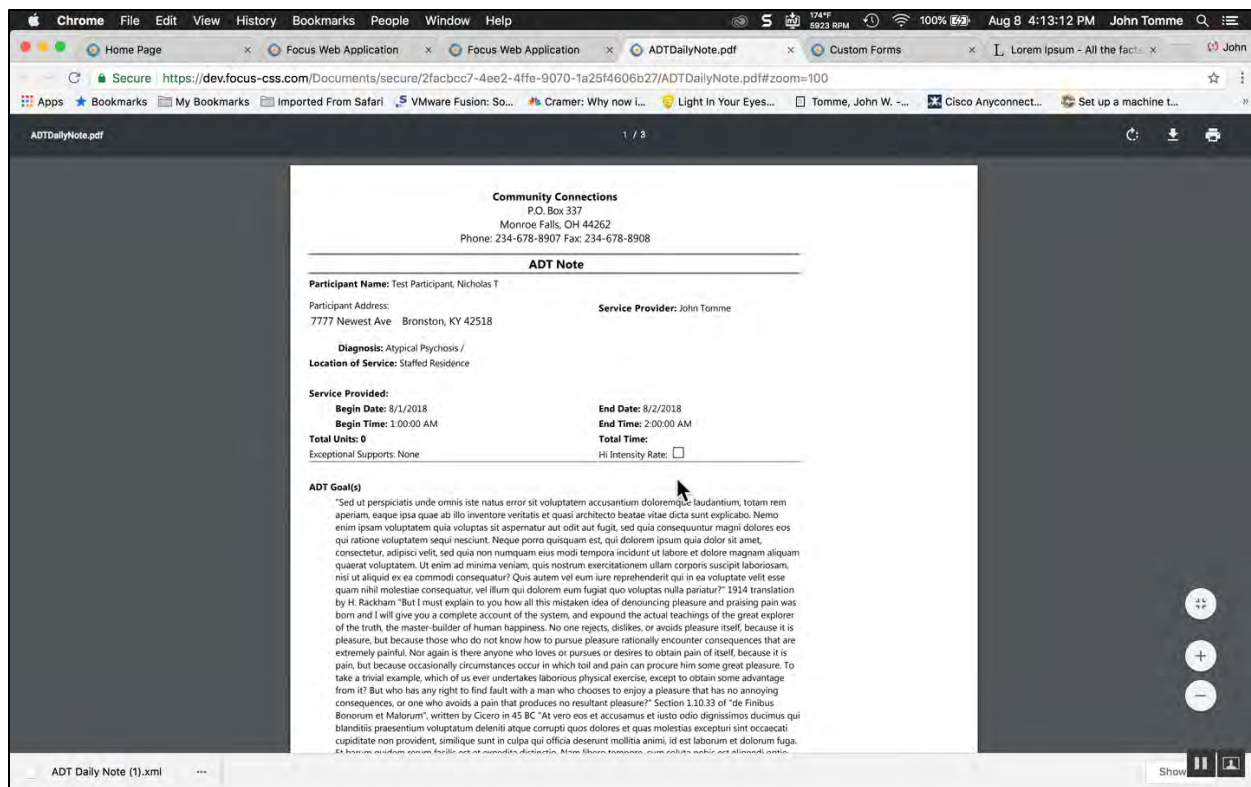 Chrome File Edit View History Bookmarks People Window Help
174°F
5923 RPM
100% Aug 8 4:13:12 PM John Tomme
Home Page × Focus Web Application × Focus Web Application × ADTDailyNote.pdf × Custom Forms × Lorem Ipsum - All the facts × John
Secure https://dev.focus-css.com/Documents/secure/2facbcc7-4ee2-4ffe-9070-1a25f4606b27/ADTDailyNote.pdf#zoom=100
Apps Bookmarks My Bookmarks Imported From Safari VMware Fusion: So... Cramer: Why now i... Light In Your Eyes... Tomme, John W. -... Cisco Anyconnect... Set up a machine t... »
ADTDailyNote.pdf 1 / 3
Community Connections
P.O. Box 337
Monroe Falls, OH 44262
Phone: 234-678-8907 Fax: 234-678-8908
ADT Note
Participant Name: Test Participant, Nicholas T
Participant Address:
Service Provider: John Tomme
7777 Newest Ave Bronston, KY 42518
Diagnosis: Atypical Psychosis /
Location of Service: Staffed Residence
Service Provided:
Begin Date: 8/1/2018 End Date: 8/2/2018
Begin Time: 1:00:00 AM End Time: 2:00:00 AM
Total Units: 0 Total Time:
Exceptional Supports: None Hi Intensity Rate:
ADT Goal(s)
"Sed ut perspiciatis unde omnis iste natus error sit voluptatem accusantium doloremque laudantium, totam rem
aperiam, eaque ipsa quae ab illo inventore veritatis et quasi architecto beatae vitae dicta sunt explicabo. Nemo
enim ipsam voluptatem quia voluptas sit aspernatur aut odit aut fugit, sed quia consequuntur magni dolores eos
qui ratione voluptatem sequi nesciunt. Neque porro quisquam est, qui dolorem ipsum quia dolor sit amet,
consectetur, adipisci velit, sed quia non numquam eius modi tempora incidunt ut labore et dolore magnam aliquam
quaerat voluptatem. Ut enim ad minima veniam, quis nostrum exercitationem ullam corporis suscipit laboriosam,
nisi ut aliquid ex ea commodi consequatur? Quis autem vel eum iure reprehenderit qui in ea voluptate velit esse
quam nihil molestiae consequatur, vel illum qui dolorem eum fugiat quo voluptas nulla pariatur?" 1914 translation
by H. Rackham "But I must explain to you how all this mistaken idea of denouncing pleasure and praising pain was
born and I will give you a complete account of the system, and expound the actual teachings of the great explorer
of the truth, the master-builder of human happiness. No one rejects, dislikes, or avoids pleasure itself, because it is
pleasure, but because those who do not know how to pursue pleasure rationally encounter consequences that are
extremely painful. Nor again is there anyone who loves or pursues or desires to obtain pain of itself, because it is
pain, but because occasionally circumstances occur in which toil and pain can procure him some great pleasure. To
take a trivial example, which of us ever undertakes laborious physical exercise, except to obtain some advantage
from it? But who has any right to find fault with a man who chooses to enjoy a pleasure that has no annoying
consequences, or one who avoids a pain that produces no resultant pleasure?" Section 1.10.33 of "de Finibus
Bonorum et Malorum", written by Cicero in 45 BC "At vero eos et accusamus et iusto odio dignissimos ducimus qui
blanditiis praesentium voluptatum deleniti atque corrupti quos dolores et quas molestias excepturi sint occaecati
cupiditate non provident, similique sunt in culpa qui officia deserunt mollitia animi, id est laborum et dolorum fuga.
Et harum quidem rerum facilis est et expedita distinctio. Nam libero tempore, cum soluta nobis est eligendi optio
ADT Daily Note (1).xml ... Show